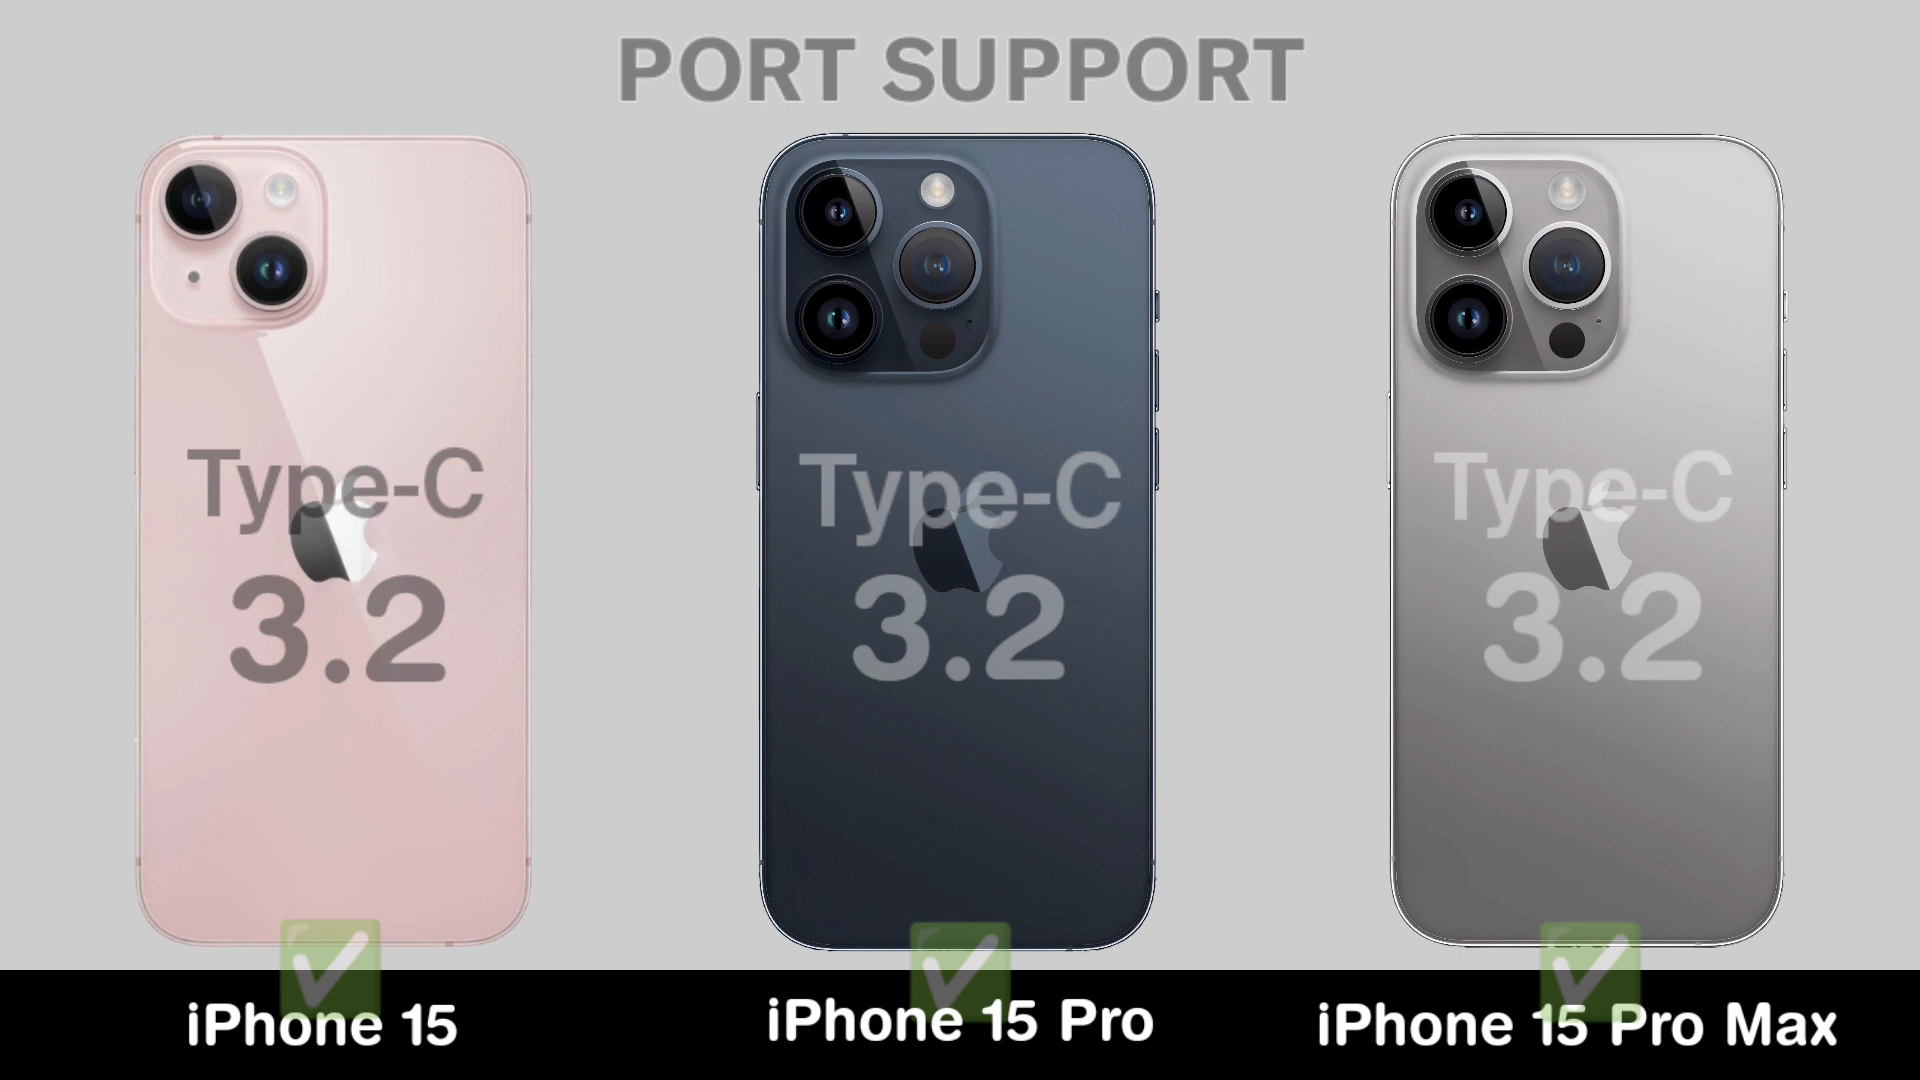 PORT SUPPORT
Type-C
3.2
Type-C
3.2
Type-C
3.2
iPhone 15
iPhone 15 Pro
iPhone 15 Pro Max